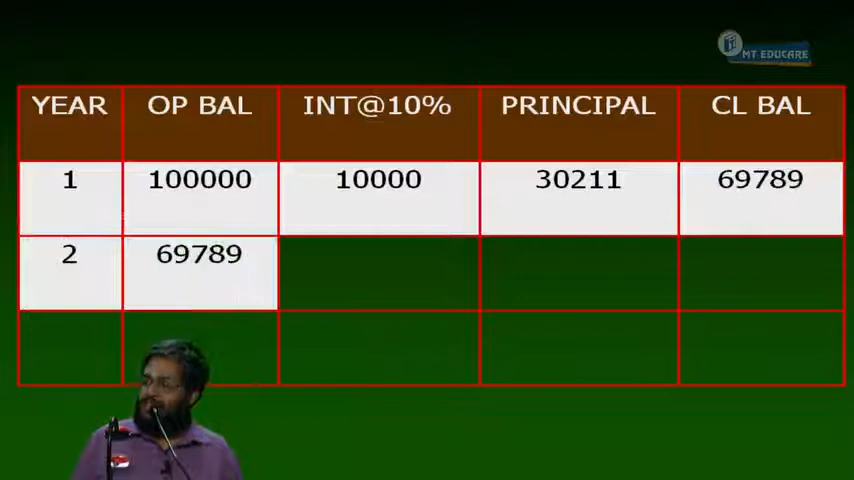 MT EDUCARE
YEAR OP BAL INT@10% PRINCIPAL CL BAL
1 100000 10000 30211 69789
2 69789